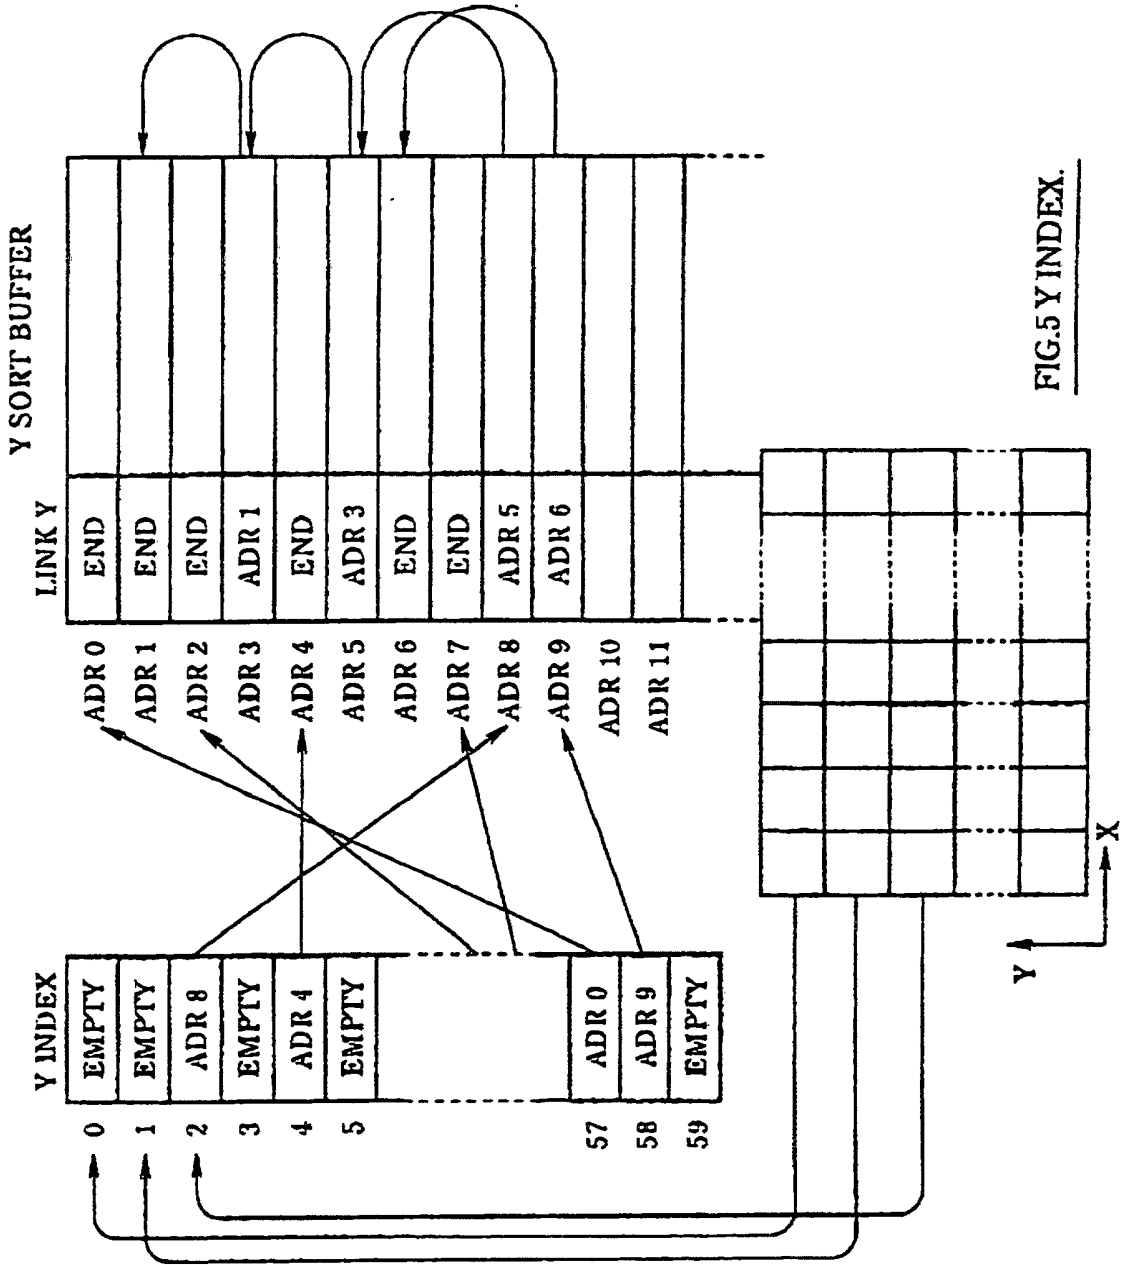 Y SORT BUFFER
LINK Y
END
END
END
ADR 1
END
ADR 3
END
END
ADR 5
ADR 6
ADR 0
ADR 1
ADR 2
ADR 3
ADR 4
ADR 5
ADR 6
ADR 7
ADR 8
ADR 9
ADR 10
ADR 11
Y INDEX
EMPTY
EMPTY
ADR 8
EMPTY
ADR 4
EMPTY
ADR 0
ADR 9
EMPTY
0
1
2
3
4
5
57
58
59
Y
X
FIG.5 Y INDEX.